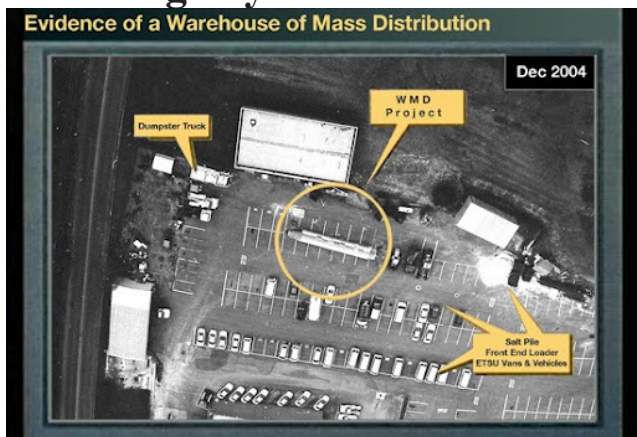 Evidence of a Warehouse of Mass Distribution
Dec 2004
WMD
Project
Dumpster Truck
Salt Pile
Front End Loader
ETSU Vans & Vehicles